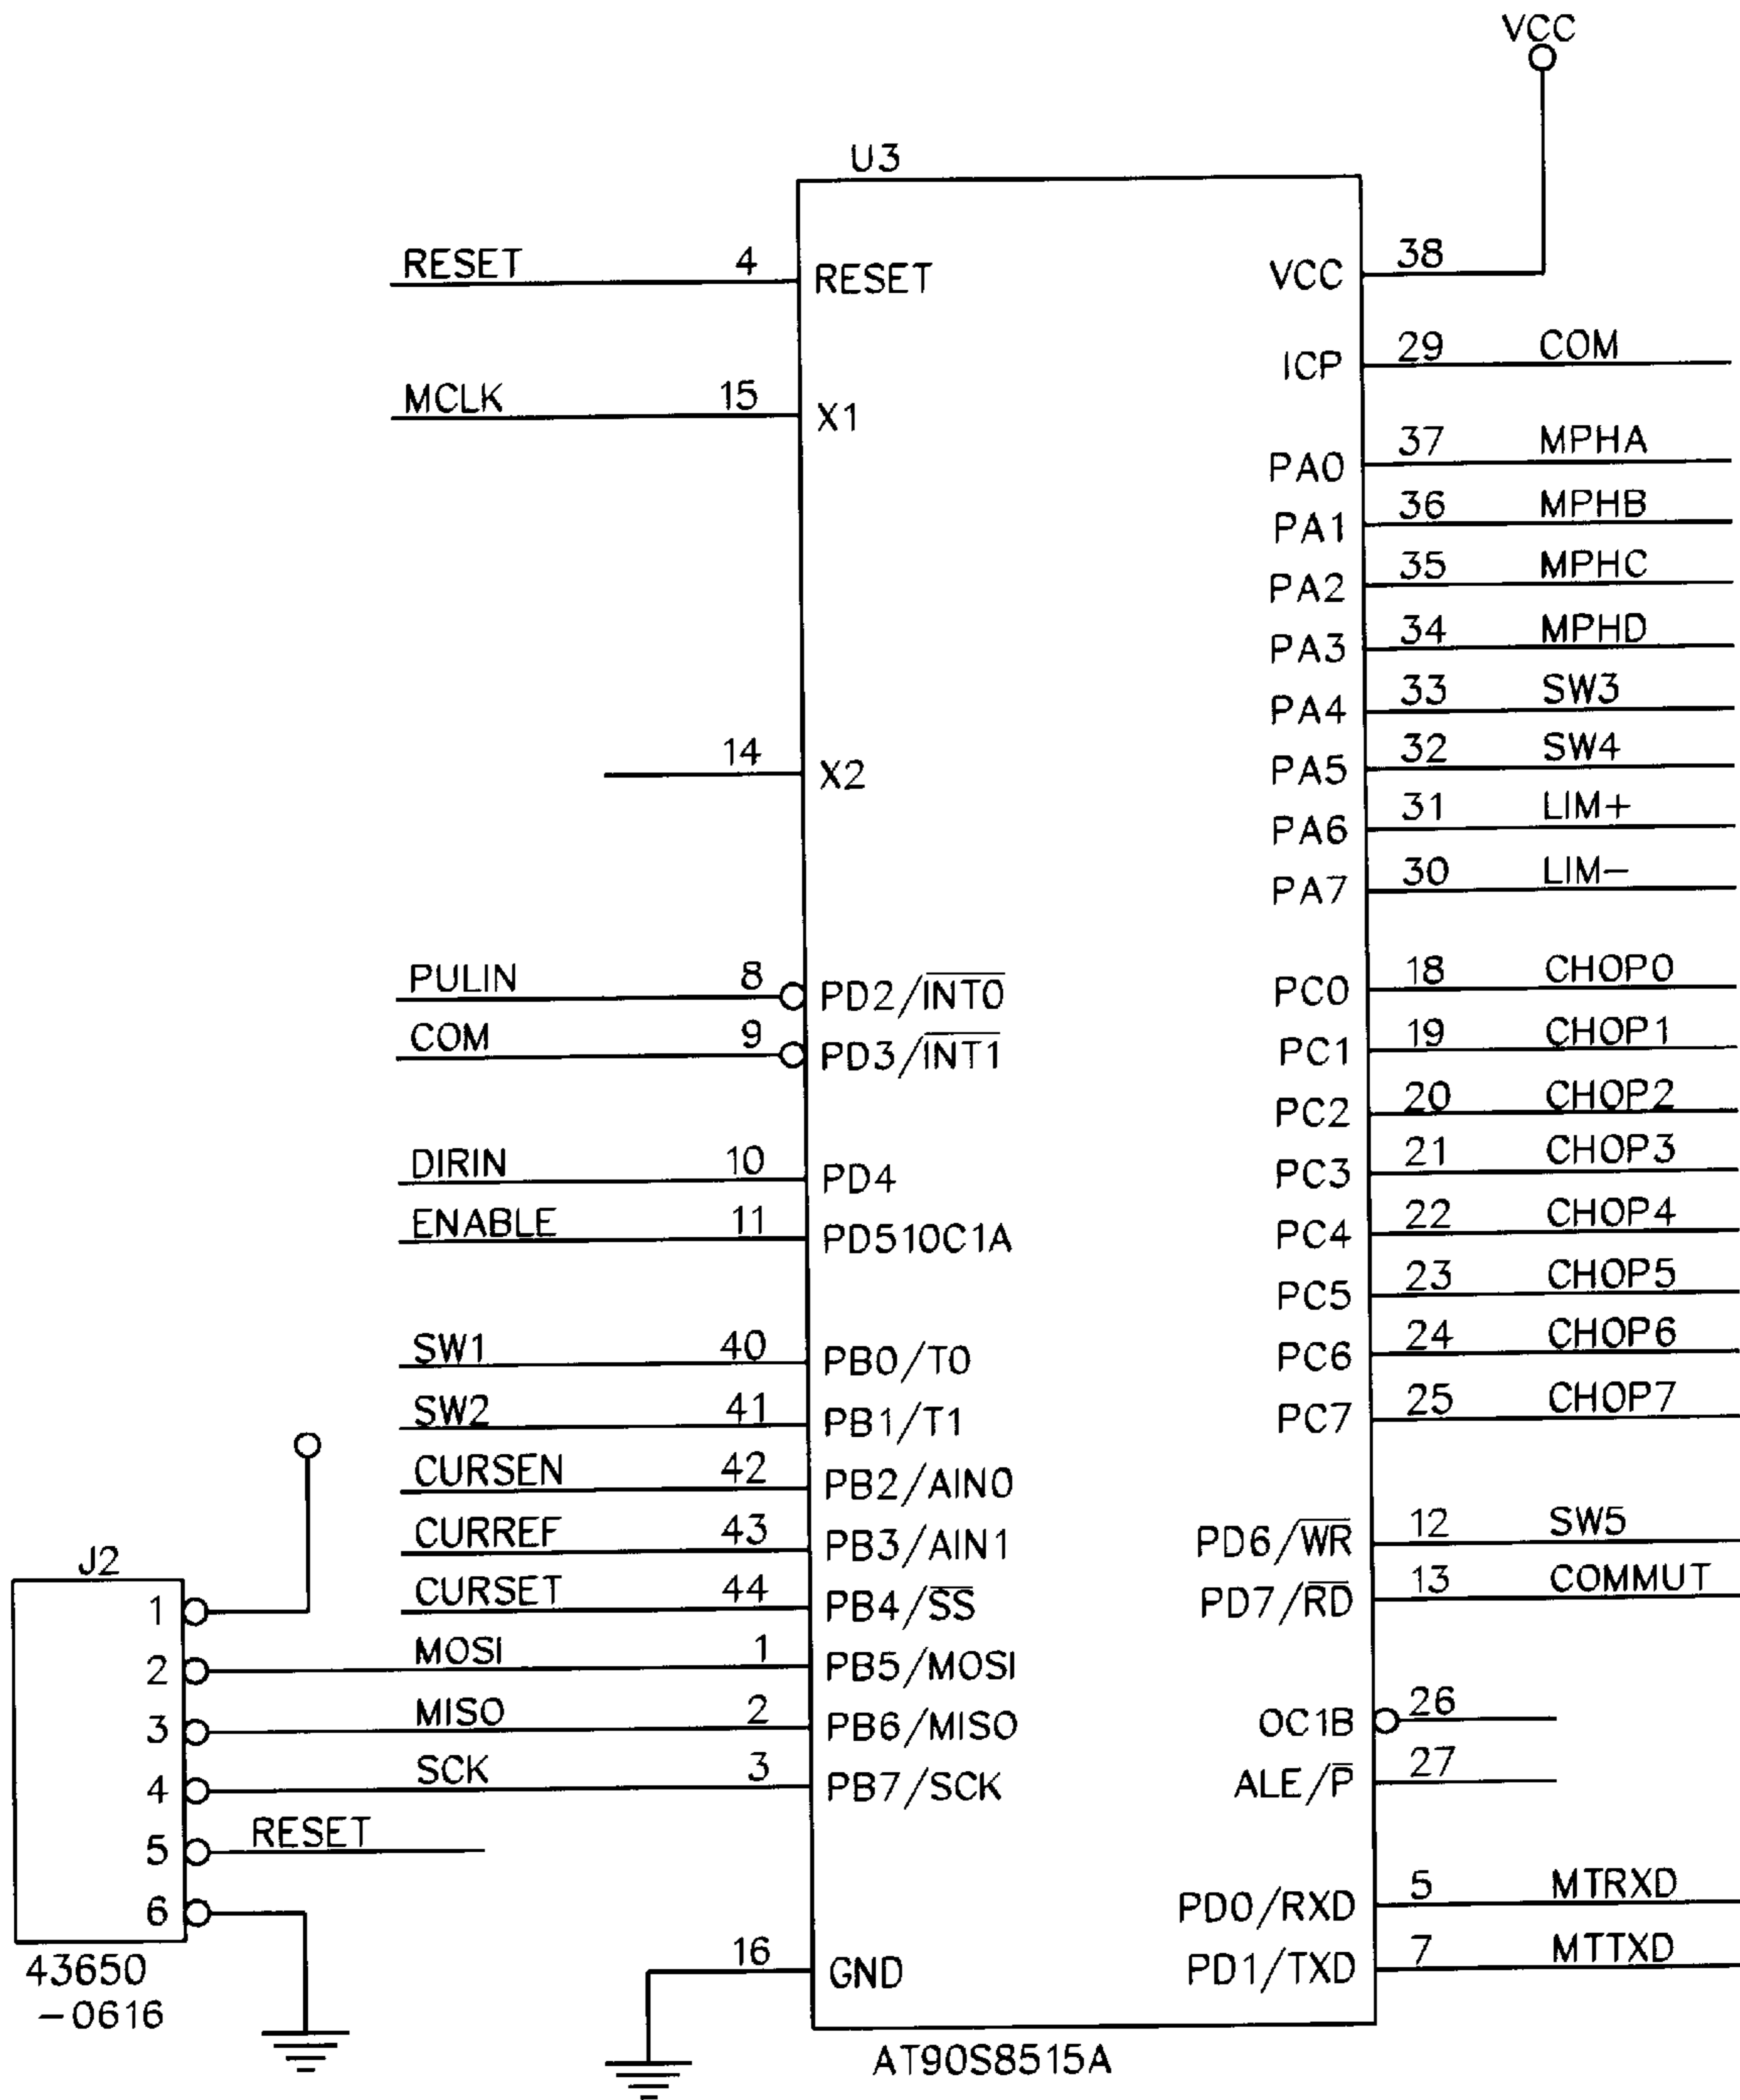 VCC
U3
RESET 4 RESET
VCC 38
ICP 29 COM
MCLK 15 X1
PA0 37 MPHA
PA1 36 MPHB
PA2 35 MPHC
PA3 34 MPHD
PA4 33 SW3
14 X2
PA5 32 SW4
PA6 31 LIM+
PA7 30 LIM−
PULIN 8 PD2/I̅N̅T̅0̅
PC0 18 CHOP0
COM 9 PD3/I̅N̅T̅1̅
PC1 19 CHOP1
PC2 20 CHOP2
DIRIN 10 PD4
PC3 21 CHOP3
ENABLE 11 PD510C1A
PC4 22 CHOP4
PC5 23 CHOP5
SW1 40 PB0/T0
PC6 24 CHOP6
SW2 41 PB1/T1
PC7 25 CHOP7
CURSEN 42 PB2/AIN0
CURREF 43 PB3/AIN1
PD6/W̅R̅ 12 SW5
J2
1
CURSET 44 PB4/S̅S̅
PD7/R̅D̅ 13 COMMUT
2 MOSI 1 PB5/MOSI
3 MISO 2 PB6/MISO
OC1B 26
4 SCK 3 PB7/SCK
ALE/P̅ 27
5 RESET
6
PD0/RXD 5 MTRXD
43650
−0616
16 GND
PD1/TXD 7 MTTXD
AT90S8515A